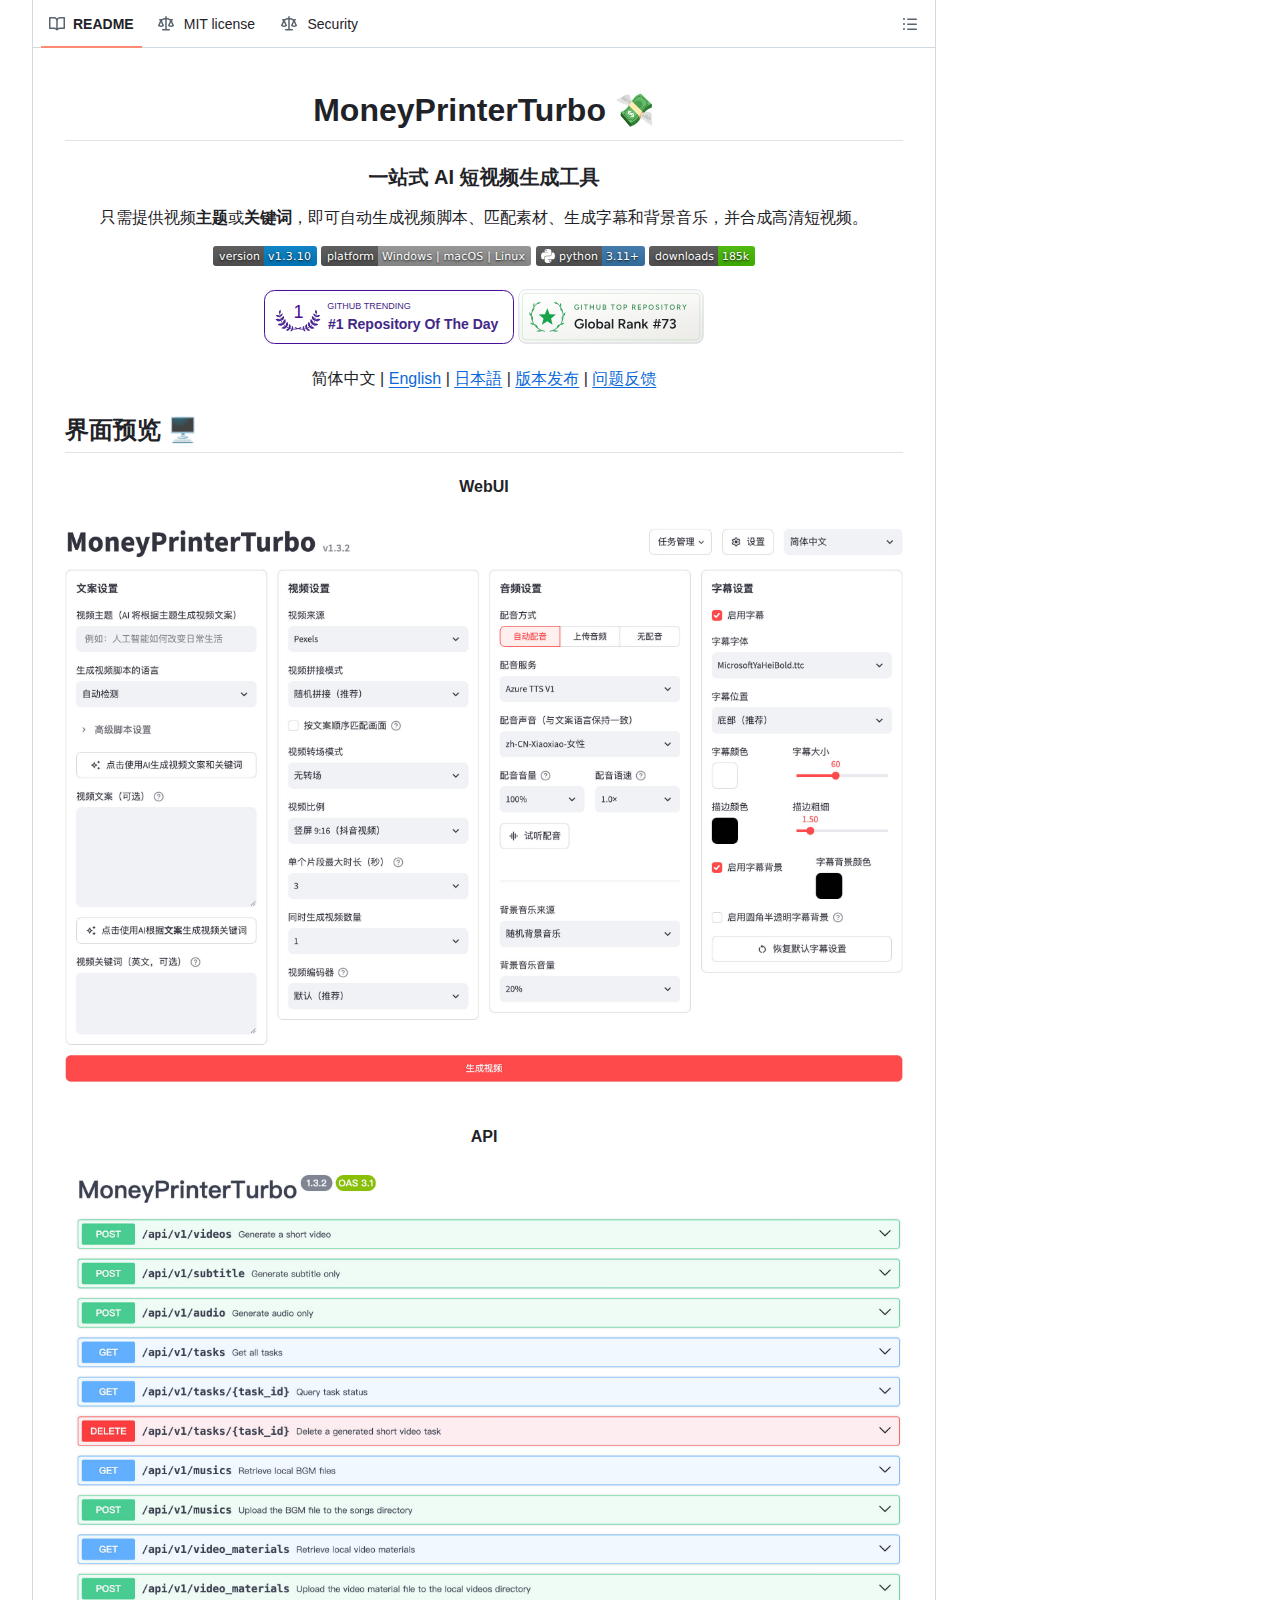 README MIT license Security
MoneyPrinterTurbo 💸
一站式 AI 短视频生成工具
只需提供视频主题或关键词，即可自动生成视频脚本、匹配素材、生成字幕和背景音乐，并合成高清短视频。
version v1.3.10 platform Windows | macOS | Linux python 3.11+ downloads 185k
1 GITHUB TRENDING
#1 Repository Of The Day
GITHUB TOP REPOSITORY
Global Rank #73
简体中文 | English | 日本語 | 版本发布 | 问题反馈
界面预览 🖥️
WebUI
MoneyPrinterTurbo v1.3.2 任务管理 设置 简体中文
文案设置
视频主题（AI 将根据主题生成视频文案）
例如：人工智能如何改变日常生活
生成视频脚本的语言
自动检测
高级脚本设置
点击使用AI生成视频文案和关键词
视频文案（可选）
点击使用AI根据文案生成视频关键词
视频关键词（英文，可选）
视频设置
视频来源
Pexels
视频拼接模式
随机拼接（推荐）
按文案顺序匹配画面
视频转场模式
无转场
视频比例
竖屏 9:16（抖音视频）
单个片段最大时长（秒）
3
同时生成视频数量
1
视频编码器
默认（推荐）
音频设置
配音方式
自动配音 上传音频 无配音
配音服务
Azure TTS V1
配音声音（与文案语言保持一致）
zh-CN-Xiaoxiao-女性
配音音量 配音语速
100% 1.0×
试听配音
背景音乐来源
随机背景音乐
背景音乐音量
20%
字幕设置
启用字幕
字幕字体
MicrosoftYaHeiBold.ttc
字幕位置
底部（推荐）
字幕颜色 字幕大小
60
描边颜色 描边粗细
1.50
启用字幕背景 字幕背景颜色
启用圆角半透明字幕背景
恢复默认字幕设置
生成视频
API
MoneyPrinterTurbo 1.3.2 OAS 3.1
POST /api/v1/videos Generate a short video
POST /api/v1/subtitle Generate subtitle only
POST /api/v1/audio Generate audio only
GET /api/v1/tasks Get all tasks
GET /api/v1/tasks/{task_id} Query task status
DELETE /api/v1/tasks/{task_id} Delete a generated short video task
GET /api/v1/musics Retrieve local BGM files
POST /api/v1/musics Upload the BGM file to the songs directory
GET /api/v1/video_materials Retrieve local video materials
POST /api/v1/video_materials Upload the video material file to the local videos directory